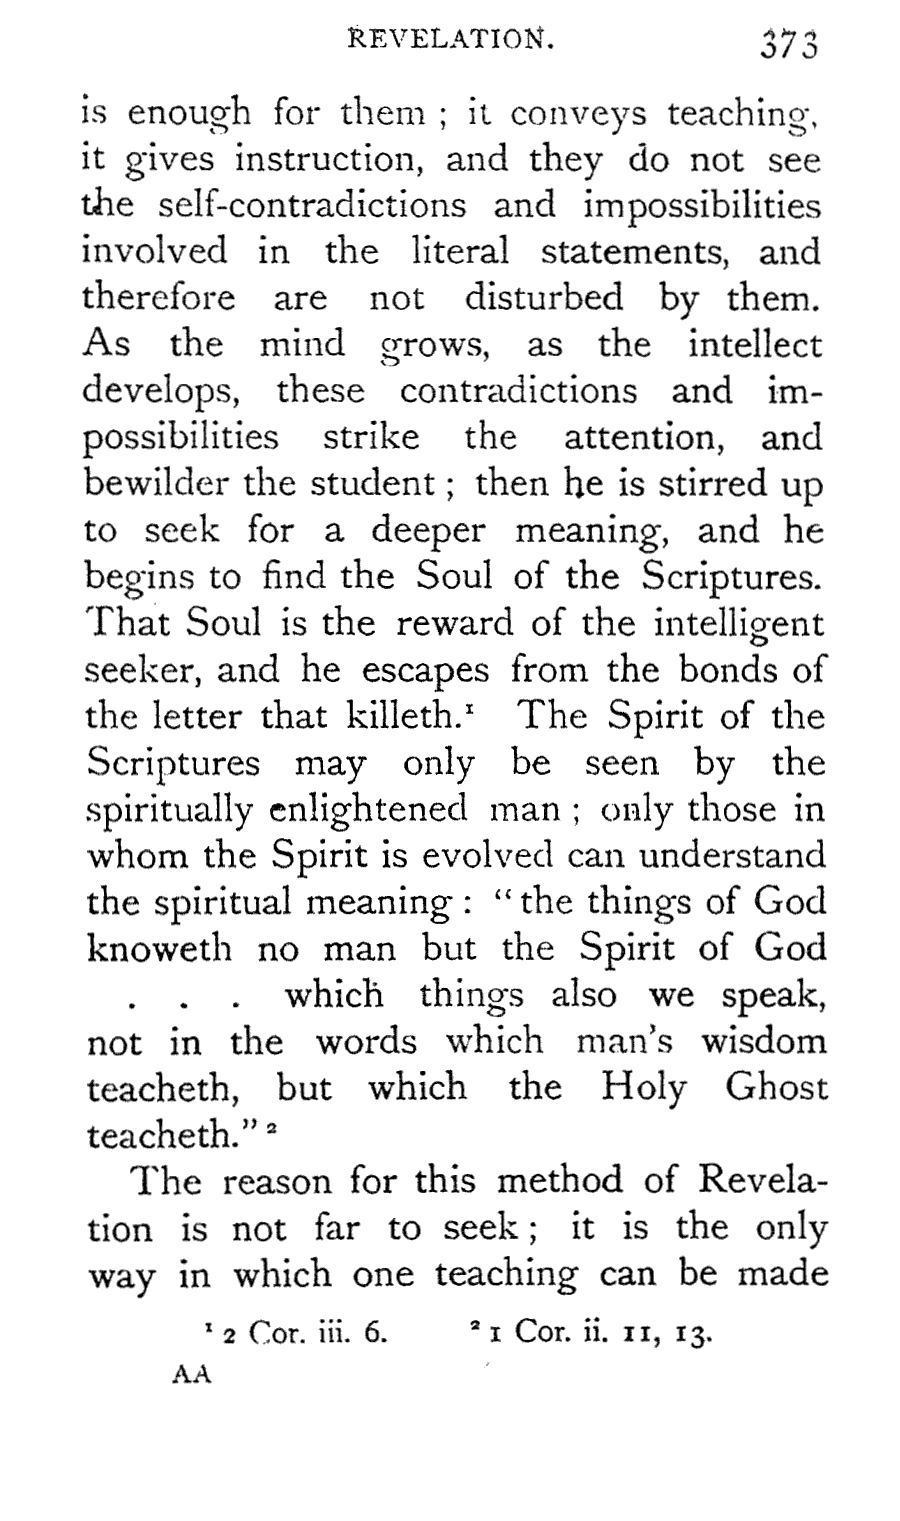 REVELATION. 373
is enough for them ; it conveys teaching,
it gives instruction, and they do not see
the self-contradictions and impossibilities
involved in the literal statements, and
therefore are not disturbed by them.
As the mind grows, as the intellect
develops, these contradictions and im-
possibilities strike the attention, and
bewilder the student ; then he is stirred up
to seek for a deeper meaning, and he
begins to find the Soul of the Scriptures.
That Soul is the reward of the intelligent
seeker, and he escapes from the bonds of
the letter that killeth.¹ The Spirit of the
Scriptures may only be seen by the
spiritually enlightened man ; only those in
whom the Spirit is evolved can understand
the spiritual meaning : “ the things of God
knoweth no man but the Spirit of God
. . . which things also we speak,
not in the words which man’s wisdom
teacheth, but which the Holy Ghost
teacheth.” ²
The reason for this method of Revela-
tion is not far to seek ; it is the only
way in which one teaching can be made
¹ 2 Cor. iii. 6. ² 1 Cor. ii. 11, 13.
AA